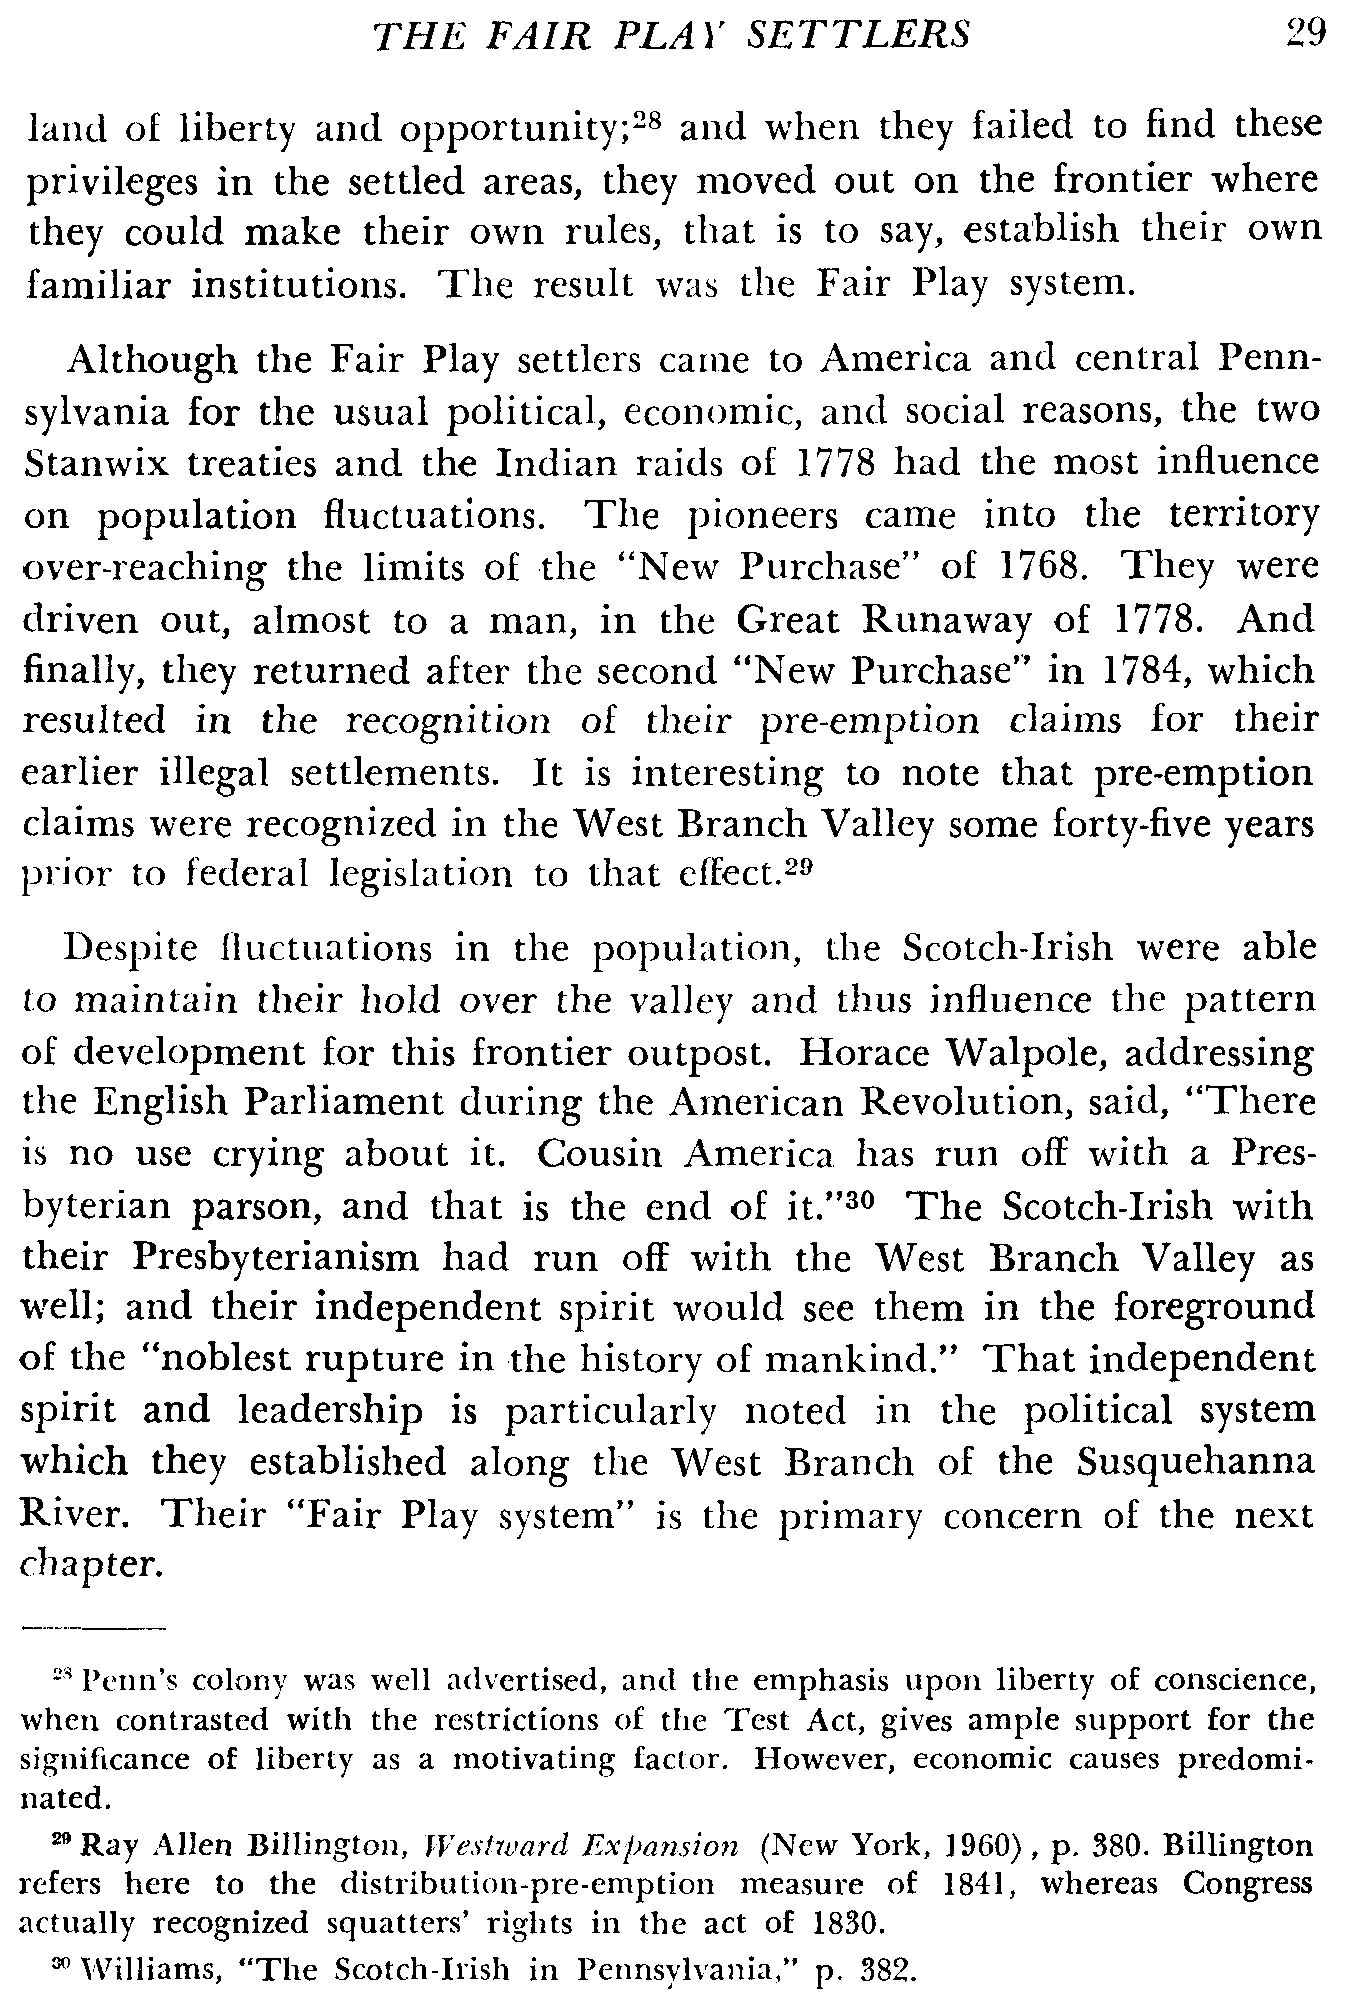 THE FAIR PLAY SETTLERS 29
land of liberty and opportunity;28 and when they failed to find these
privileges in the settled areas, they moved out on the frontier where
they could make their own rules, that is to say, establish their own
familiar institutions. The result was the Fair Play system.
Although the Fair Play settlers came to America and central Penn-
sylvania for the usual political, economic, and social reasons, the two
Stanwix treaties and the Indian raids of 1778 had the most influence
on population fluctuations. The pioneers came into the territory
over-reaching the limits of the “New Purchase” of 1768. They were
driven out, almost to a man, in the Great Runaway of 1778. And
finally, they returned after the second “New Purchase” in 1784, which
resulted in the recognition of their pre-emption claims for their
earlier illegal settlements. It is interesting to note that pre-emption
claims were recognized in the West Branch Valley some forty-five years
prior to federal legislation to that effect.29
Despite fluctuations in the population, the Scotch-Irish were able
to maintain their hold over the valley and thus influence the pattern
of development for this frontier outpost. Horace Walpole, addressing
the English Parliament during the American Revolution, said, “There
is no use crying about it. Cousin America has run off with a Pres-
byterian parson, and that is the end of it.”30 The Scotch-Irish with
their Presbyterianism had run off with the West Branch Valley as
well; and their independent spirit would see them in the foreground
of the “noblest rupture in the history of mankind.” That independent
spirit and leadership is particularly noted in the political system
which they established along the West Branch of the Susquehanna
River. Their “Fair Play system” is the primary concern of the next
chapter.
28 Penn's colony was well advertised, and the emphasis upon liberty of conscience,
when contrasted with the restrictions of the Test Act, gives ample support for the
significance of liberty as a motivating factor. However, economic causes predomi-
nated.
29 Ray Allen Billington, Westward Expansion (New York, 1960), p. 380. Billington
refers here to the distribution-pre-emption measure of 1841, whereas Congress
actually recognized squatters' rights in the act of 1830.
30 Williams, “The Scotch-Irish in Pennsylvania,” p. 382.